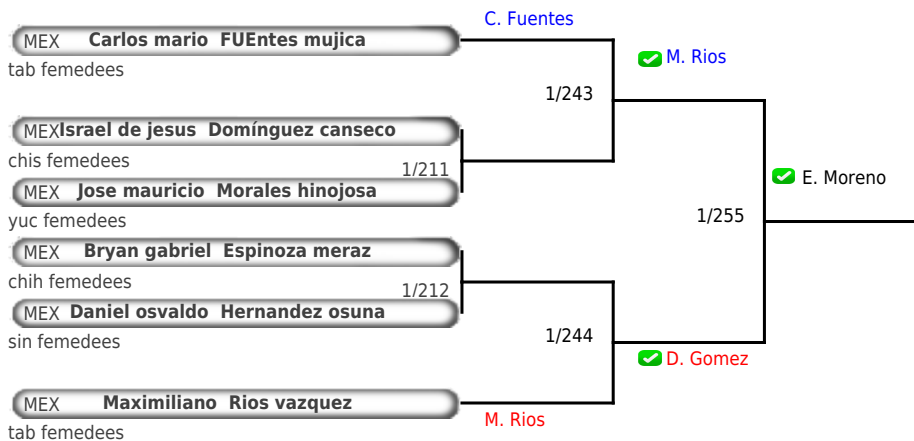 C. Fuentes
MEX Carlos mario FUEntes mujica
tab femedees
M. Rios
1/243
MEX Israel de jesus Domínguez canseco
chis femedees
1/211
MEX Jose mauricio Morales hinojosa
yuc femedees
E. Moreno
1/255
MEX Bryan gabriel Espinoza meraz
chih femedees
1/212
MEX Daniel osvaldo Hernandez osuna
sin femedees
1/244
D. Gomez
MEX Maximiliano Rios vazquez
M. Rios
tab femedees